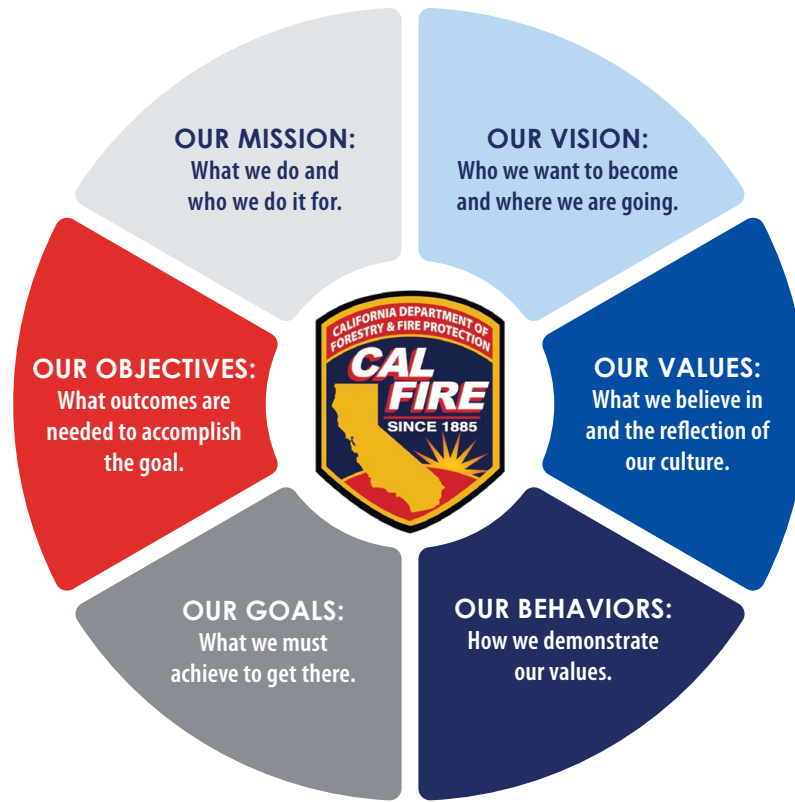 OUR MISSION:
What we do and
who we do it for.
OUR VISION:
Who we want to become
and where we are going.
OUR OBJECTIVES:
What outcomes are
needed to accomplish
the goal.
CALIFORNIA DEPARTMENT OF
FORESTRY & FIRE PROTECTION
CAL
FIRE
SINCE 1885
OUR VALUES:
What we believe in
and the reflection of
our culture.
OUR GOALS:
What we must
achieve to get there.
OUR BEHAVIORS:
How we demonstrate
our values.